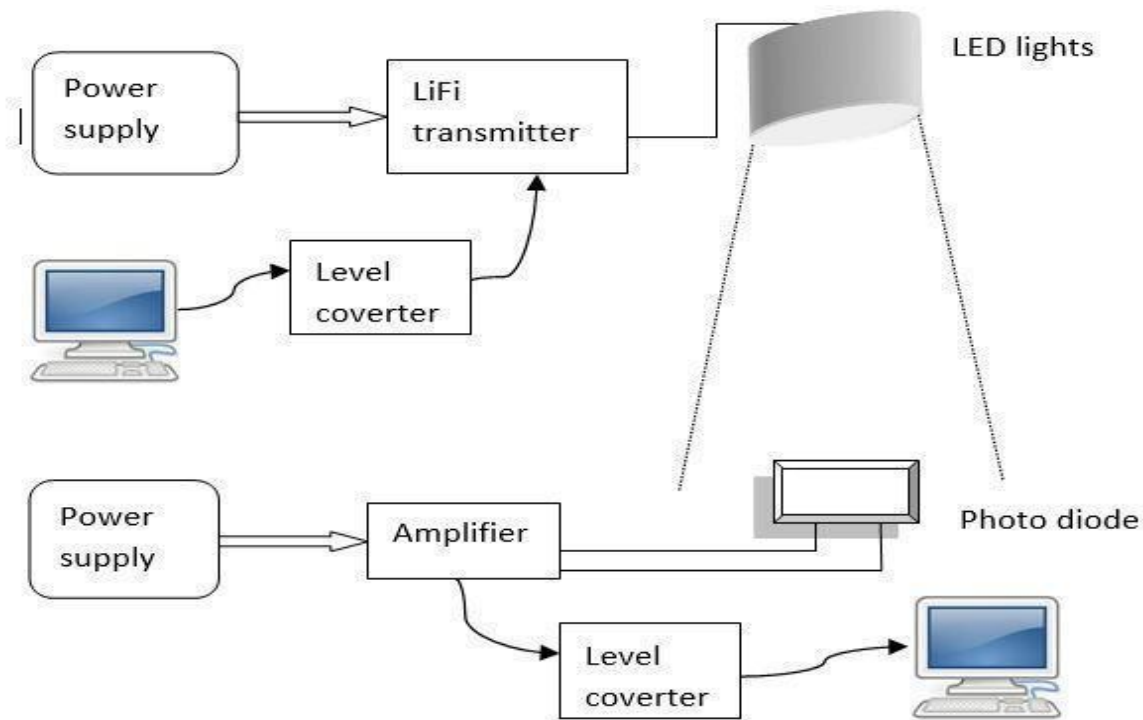 Power
supply
LiFi
transmitter
LED lights
Level
coverter
Power
supply
Amplifier
Photo diode
Level
coverter